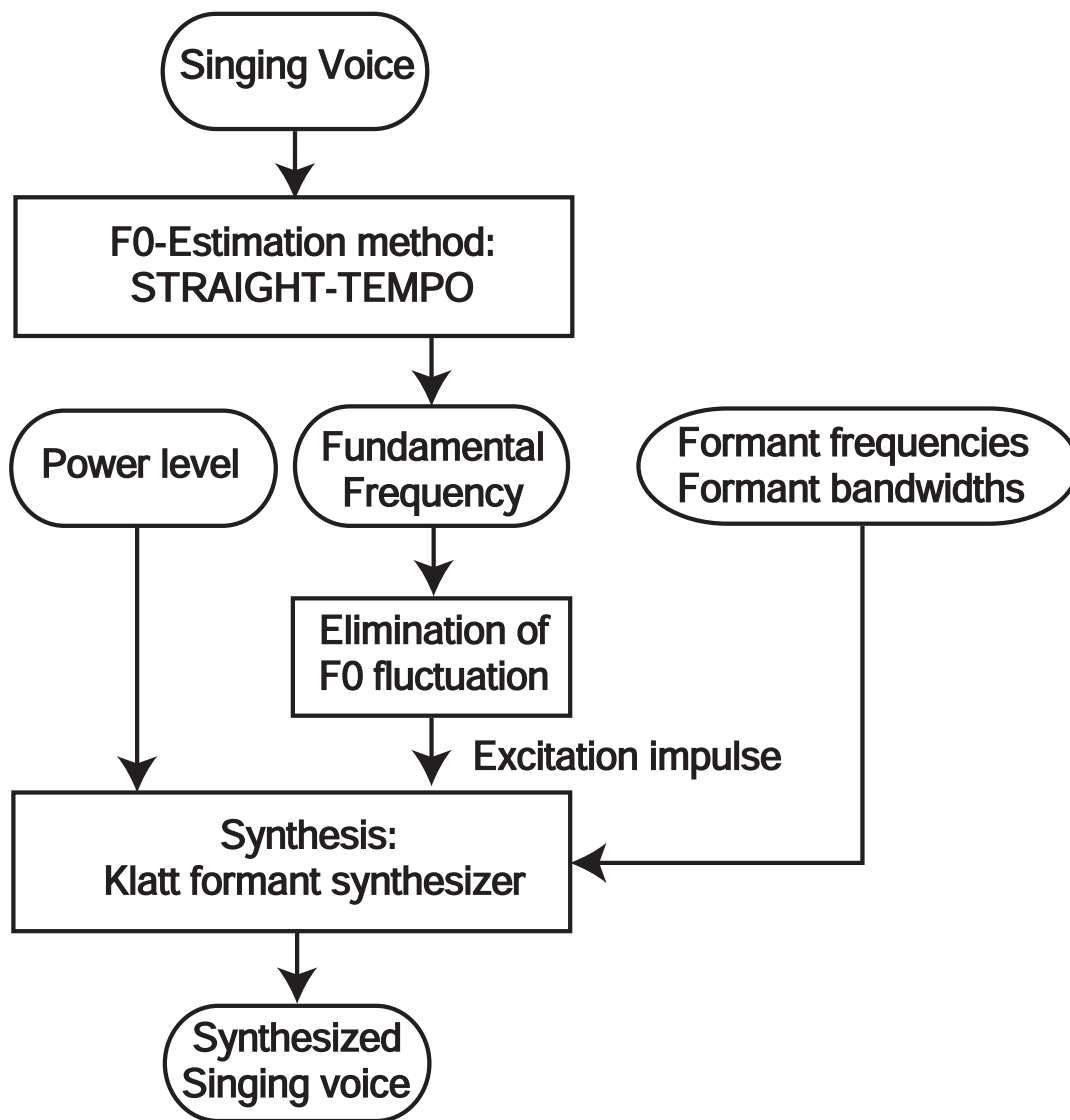 Singing Voice
F0-Estimation method:
STRAIGHT-TEMPO
Power level
Fundamental
Frequency
Formant frequencies
Formant bandwidths
Elimination of
F0 fluctuation
Excitation impulse
Synthesis:
Klatt formant synthesizer
Synthesized
Singing voice